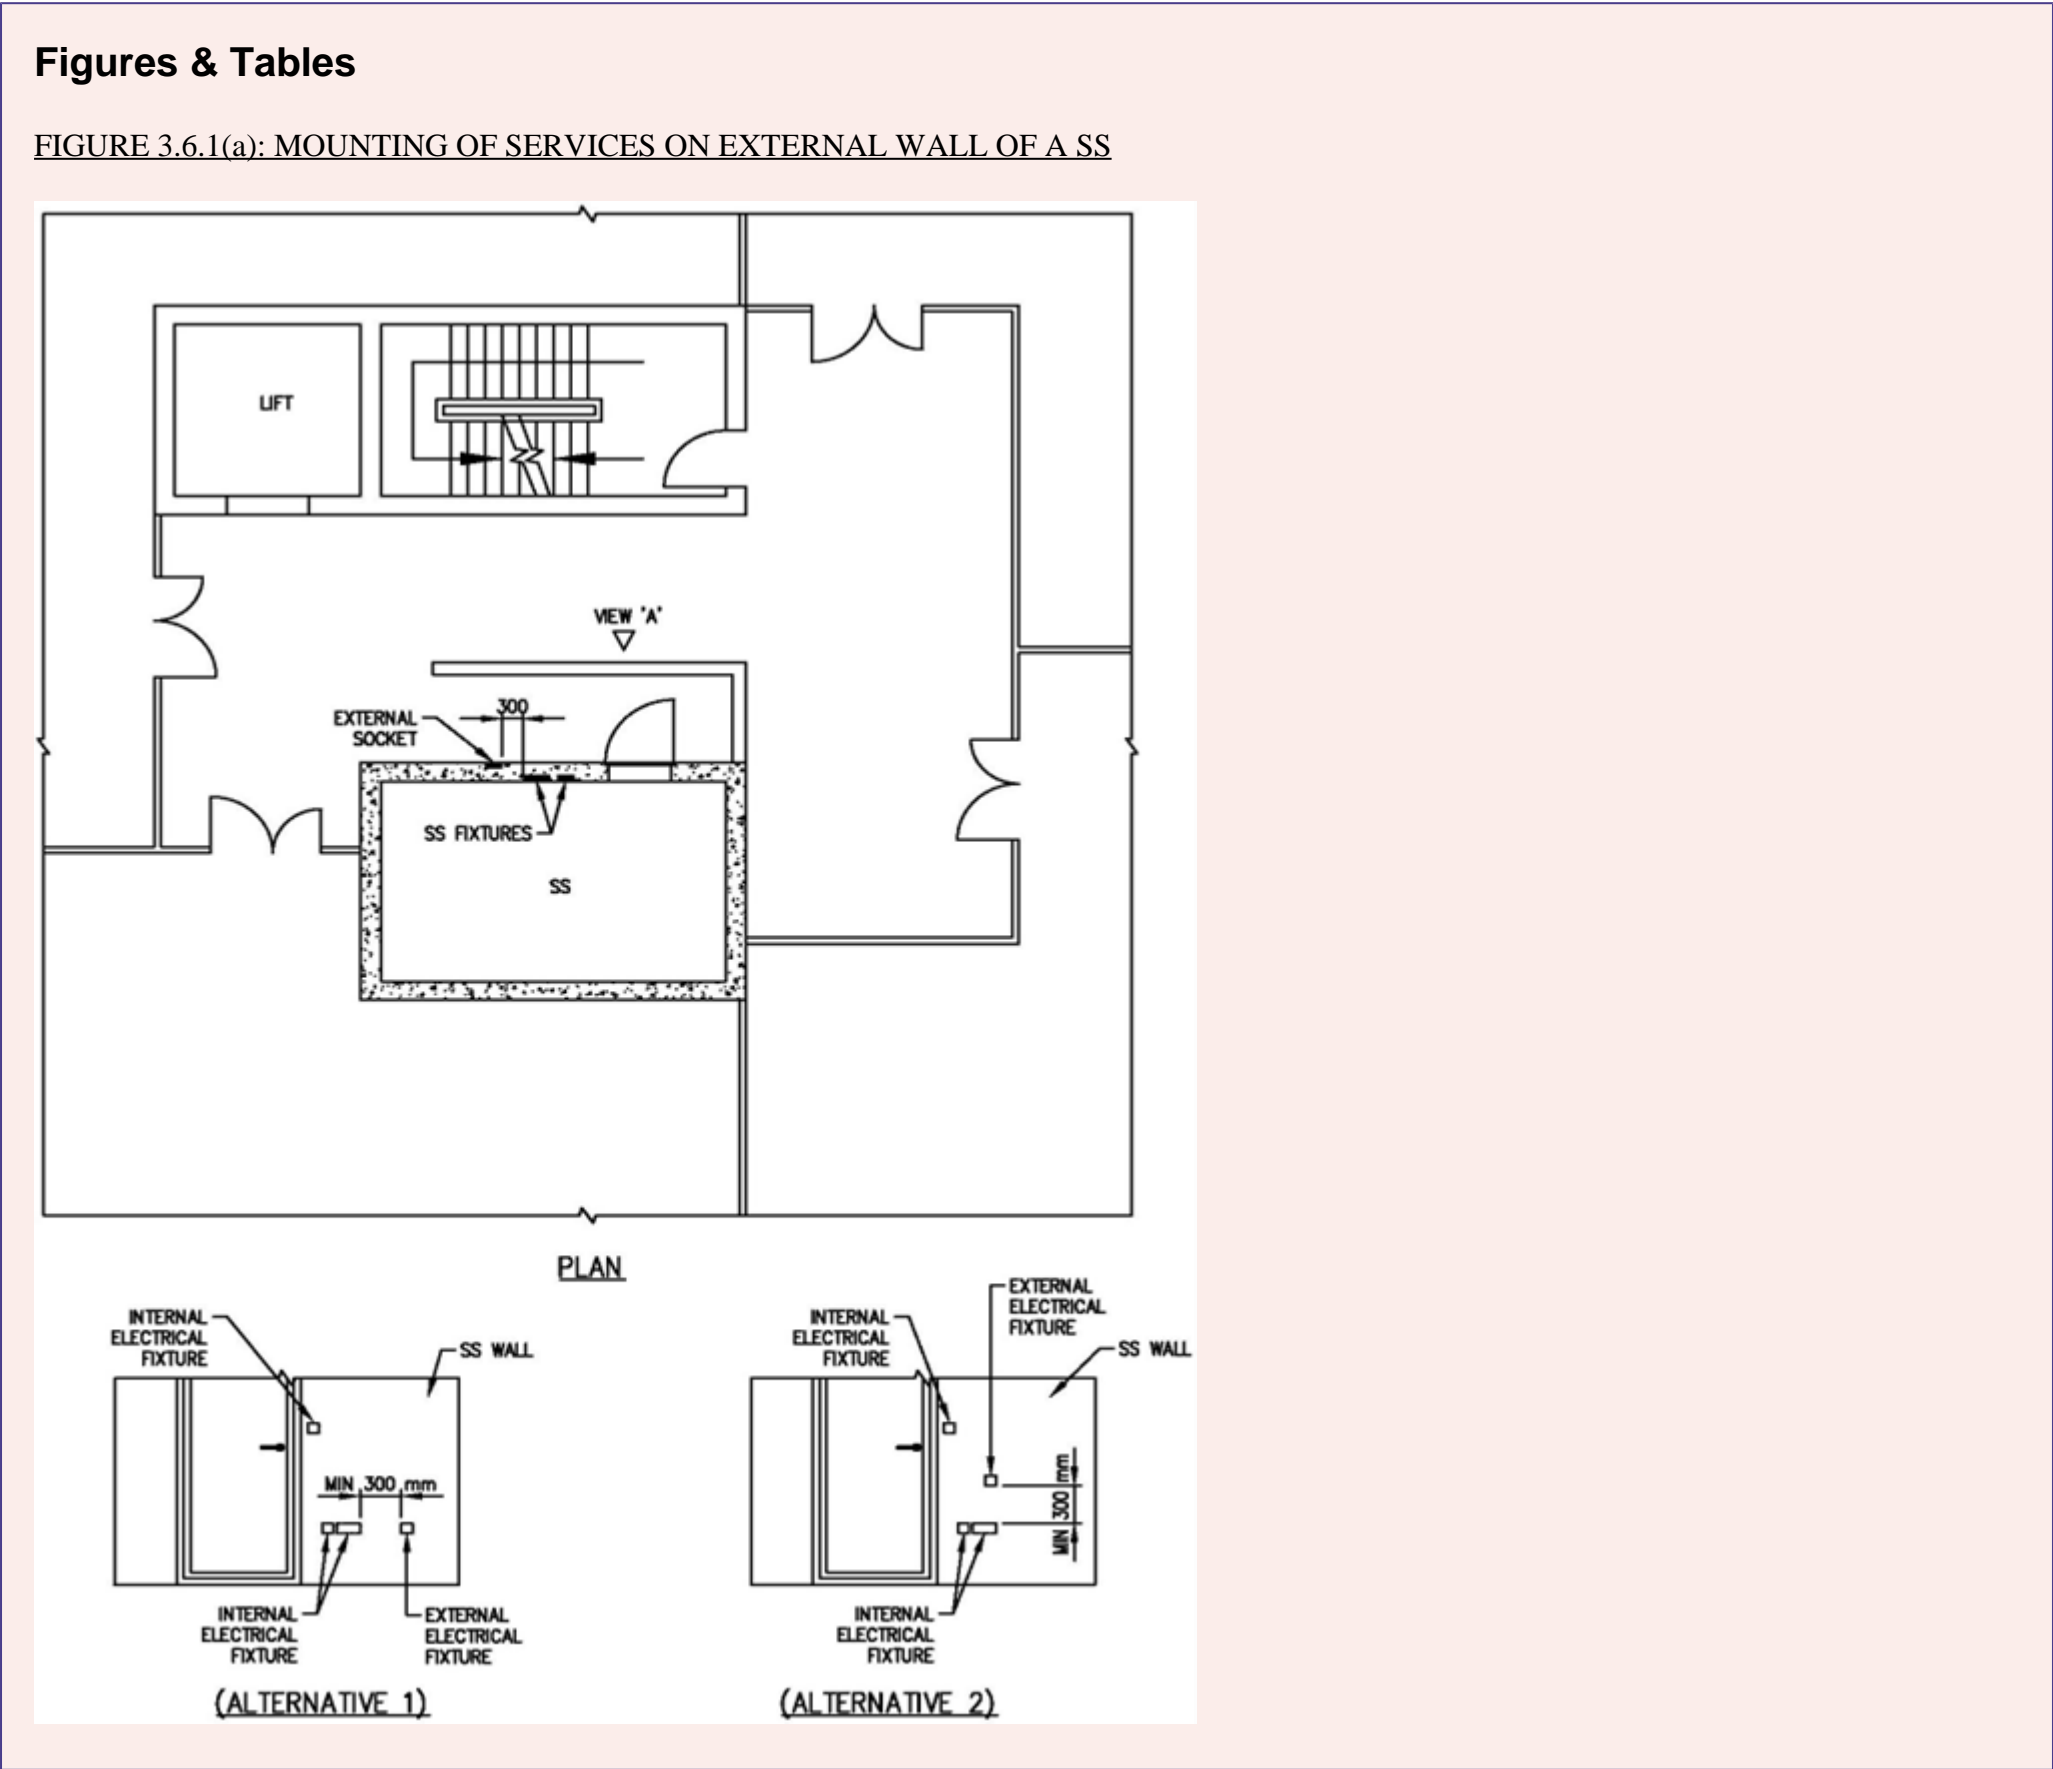 Figures & Tables
FIGURE 3.6.1(a): MOUNTING OF SERVICES ON EXTERNAL WALL OF A SS
LIFT
VIEW 'A'
300
EXTERNAL
SOCKET
SS FIXTURES
SS
PLAN
INTERNAL
ELECTRICAL
FIXTURE
SS WALL
MIN 300 mm
INTERNAL
ELECTRICAL
FIXTURE
EXTERNAL
ELECTRICAL
FIXTURE
(ALTERNATIVE 1)
EXTERNAL
ELECTRICAL
FIXTURE
INTERNAL
ELECTRICAL
FIXTURE
SS WALL
MIN 300 mm
INTERNAL
ELECTRICAL
FIXTURE
(ALTERNATIVE 2)